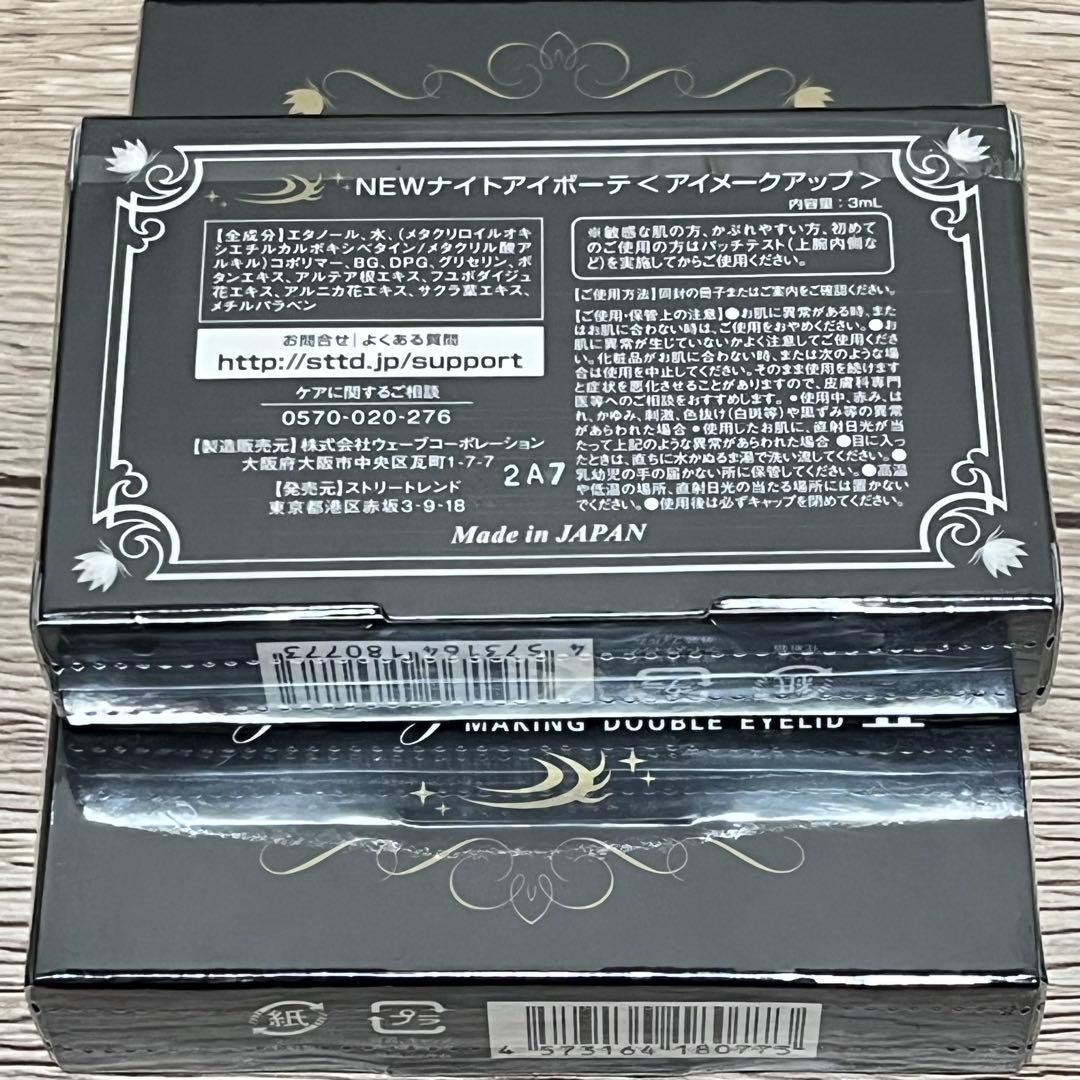 NEWナイトアイボーテ<アイメークアップ>
内容量:3mL
【全成分】エタノール、水、(メタクリロイルオキ
シエチルカルボキシベタイン/メタクリル酸ア
ルキル)コポリマー、BG、DPG、グリセリン、ボ
タンエキス、アルテア根エキス、フユボダイジュ
花エキス、アルニカ花エキス、サクラ葉エキス、
メチルパラベン
お問合せ|よくある質問
http://sttd.jp/support
ケアに関するご相談
0570-020-276
【製造販売元】株式会社ウェーブコーポレーション
大阪府大阪市中央区瓦町1-7-7
【発売元】ストリートレンド
東京都港区赤坂3-9-18
2A7
※敏感な肌の方、かぶれやすい方、初めて
のご使用の方はパッチテスト(上腕内側な
ど)を実施してからご使用ください。
【ご使用方法】同封の冊子またはご案内をご確認ください。
【ご使用・保管上の注意】●お肌に異常がある時、また
はお肌に合わない時は、ご使用をおやめください。●お
肌に異常が生じていないかよく注意してご使用くださ
い。化粧品がお肌に合わない時、または次のような場
合は使用を中止してください。そのまま使用を続けます
と症状を悪化させることがありますので、皮膚科専門
医等へのご相談をおすすめします。•使用中、赤み、は
れ、かゆみ、刺激、色抜け(白斑等)や黒ずみ等の異常
があらわれた場合•使用したお肌に、直射日光が当
たって上記のような異常があらわれた場合●目に入っ
たときは、直ちに水かぬるま湯で洗い流してください。●
乳幼児の手の届かない所に保管してください。●高温
や低温の場所、直射日光の当たる場所には置かない
でください。●使用後は必ずキャップを閉めてください。
Made in JAPAN
4 573164 180773
プラ
紙
MAKING DOUBLE EYELID II
紙
プラ
4 573164 180773